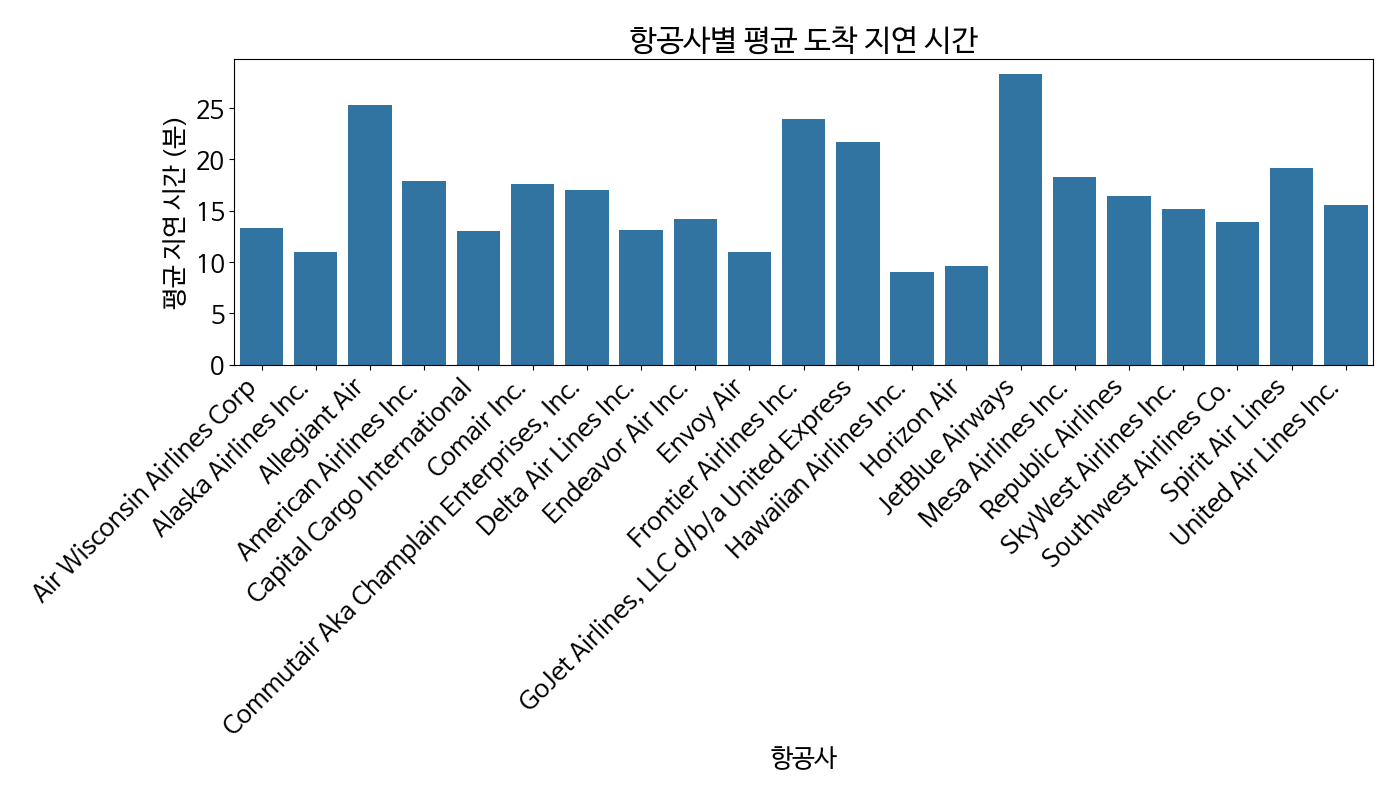 항공사별 평균 도착 지연 시간
평균 지연 시간 (분)
25
20
15
10
5
0
Air Wisconsin Airlines Corp
Alaska Airlines Inc.
Allegiant Air
American Airlines Inc.
Capital Cargo International
Comair Inc.
Commutair Aka Champlain Enterprises, Inc.
Delta Air Lines Inc.
Endeavor Air Inc.
Envoy Air
Frontier Airlines Inc.
GoJet Airlines, LLC d/b/a United Express
Hawaiian Airlines Inc.
Horizon Air
JetBlue Airways
Mesa Airlines Inc.
Republic Airlines
SkyWest Airlines Inc.
Southwest Airlines Co.
Spirit Air Lines
United Air Lines Inc.
항공사